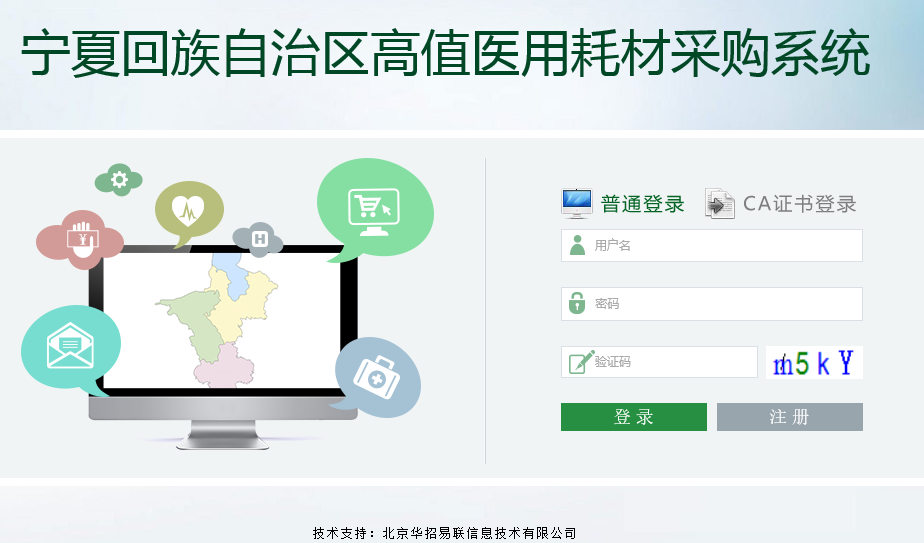 宁夏回族自治区高值医用耗材采购系统
普通登录 CA证书登录
用户名
密码
验证码 m5kY
登录 注册
技术支持：北京华招易联信息技术有限公司